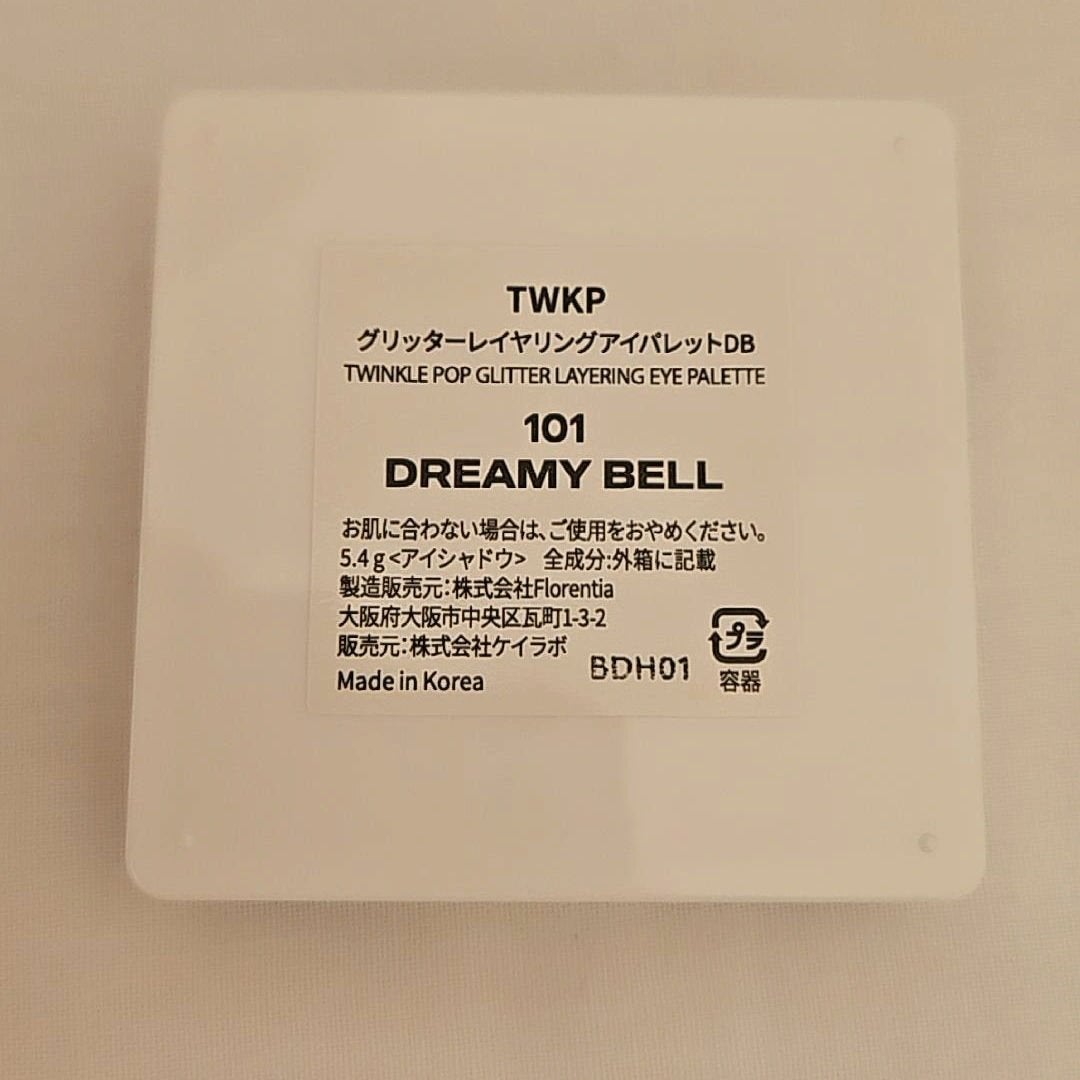 TWKP
グリッターレイヤリングアイパレットDB
TWINKLE POP GLITTER LAYERING EYE PALETTE
101
DREAMY BELL
お肌に合わない場合は、ご使用をおやめください。
5.4g<アイシャドウ> 全成分:外箱に記載
製造販売元:株式会社Florentia
大阪府大阪市中央区瓦町1-3-2
販売元:株式会社ケイラボ
Made in Korea
BDH01
プラ
容器